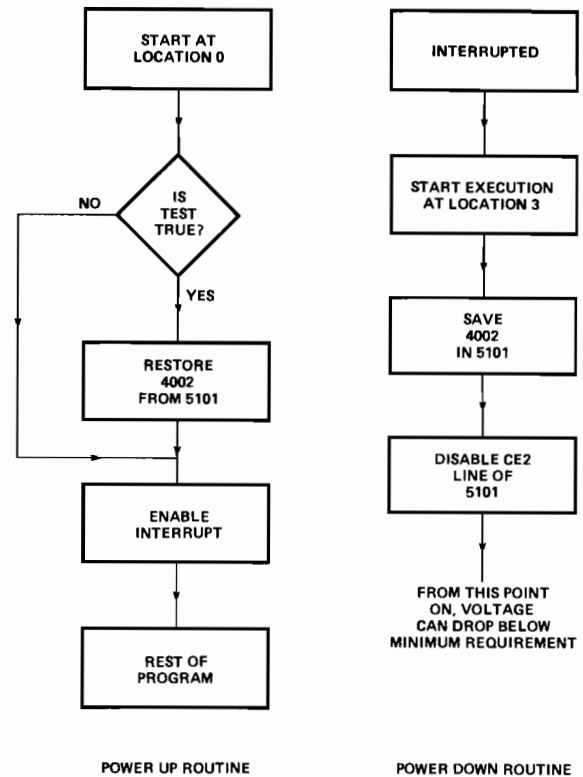 START AT
LOCATION 0
IS
TEST
TRUE?
NO
YES
RESTORE
4002
FROM 5101
ENABLE
INTERRUPT
REST OF
PROGRAM
POWER UP ROUTINE
INTERRUPTED
START EXECUTION
AT LOCATION 3
SAVE
4002
IN 5101
DISABLE CE2
LINE OF
5101
FROM THIS POINT
ON, VOLTAGE
CAN DROP BELOW
MINIMUM REQUIREMENT
POWER DOWN ROUTINE